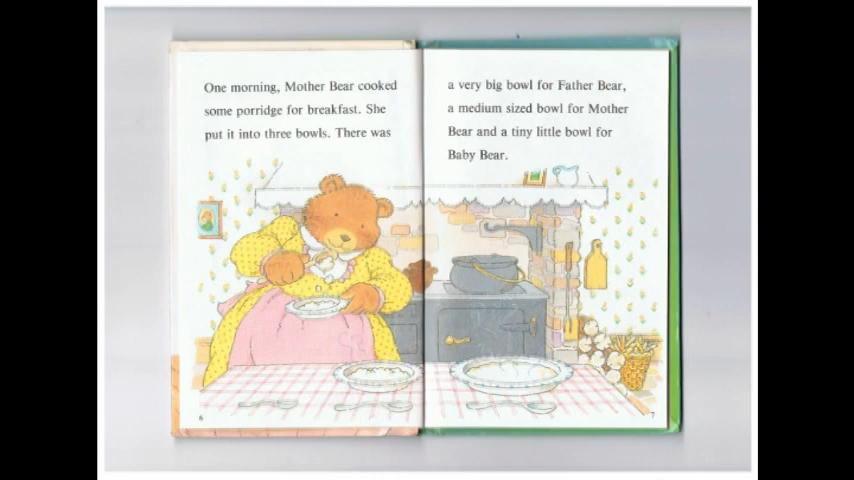 One morning, Mother Bear cooked
some porridge for breakfast. She
put it into three bowls. There was
6
a very big bowl for Father Bear,
a medium sized bowl for Mother
Bear and a tiny little bowl for
Baby Bear.
7